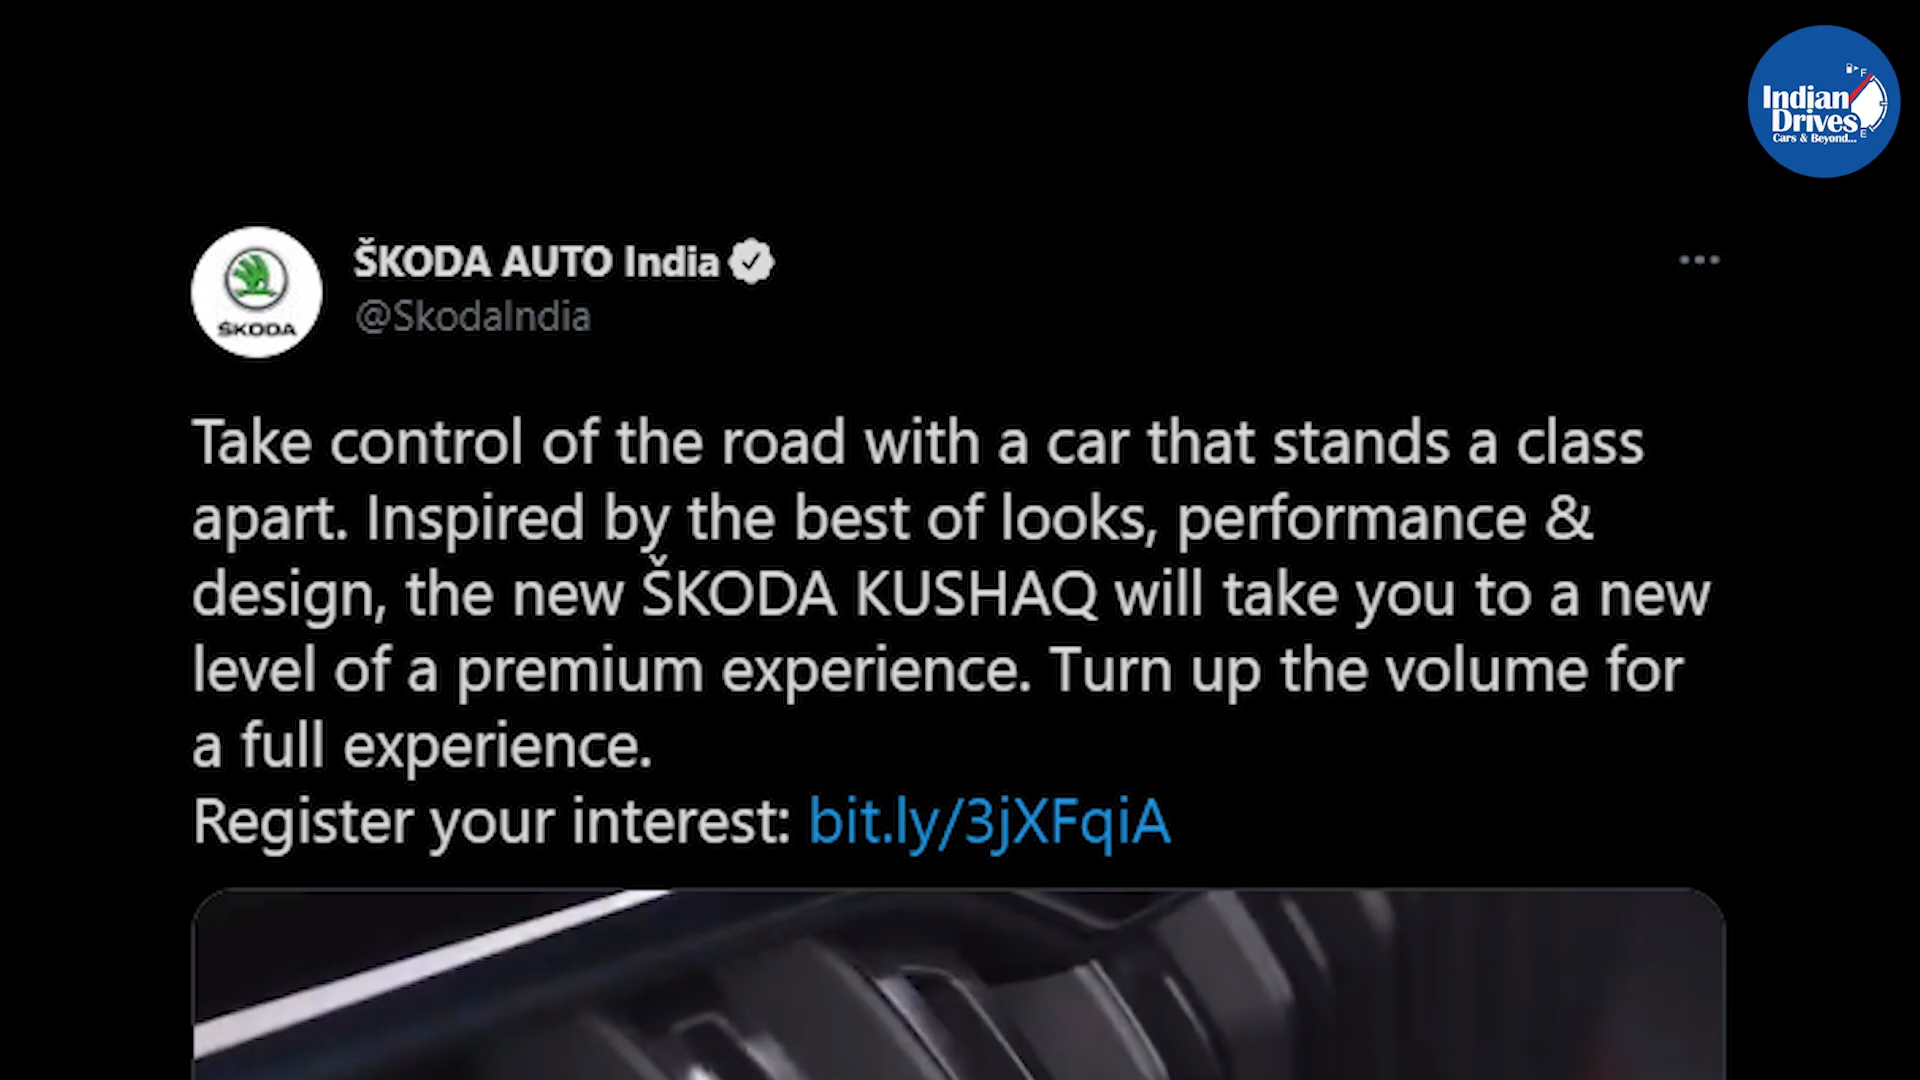 Indian
Drives
Cars & Beyond...
F
E
ŠKODA AUTO India
@SkodaIndia
ŠKODA
Take control of the road with a car that stands a class
apart. Inspired by the best of looks, performance &
design, the new ŠKODA KUSHAQ will take you to a new
level of a premium experience. Turn up the volume for
a full experience.
Register your interest: bit.ly/3jXFqiA